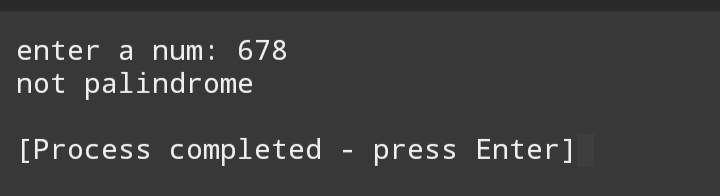 enter a num: 678
not palindrome
[Process completed - press Enter]